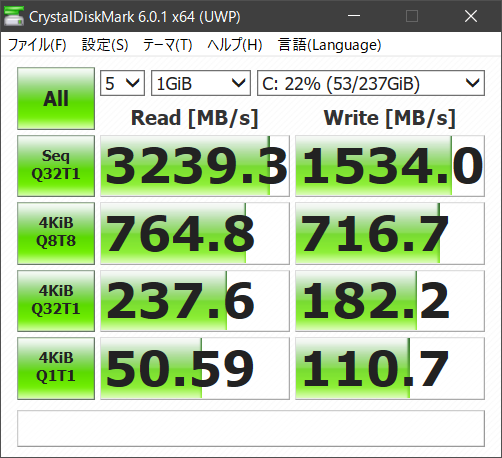 CrystalDiskMark 6.0.1 x64 (UWP)
ファイル(F) 設定(S) テーマ(T) ヘルプ(H) 言語(Language)
All 5 1GiB C: 22% (53/237GiB)
Read [MB/s] Write [MB/s]
Seq
Q32T1 3239.3 1534.0
4KiB
Q8T8 764.8 716.7
4KiB
Q32T1 237.6 182.2
4KiB
Q1T1 50.59 110.7